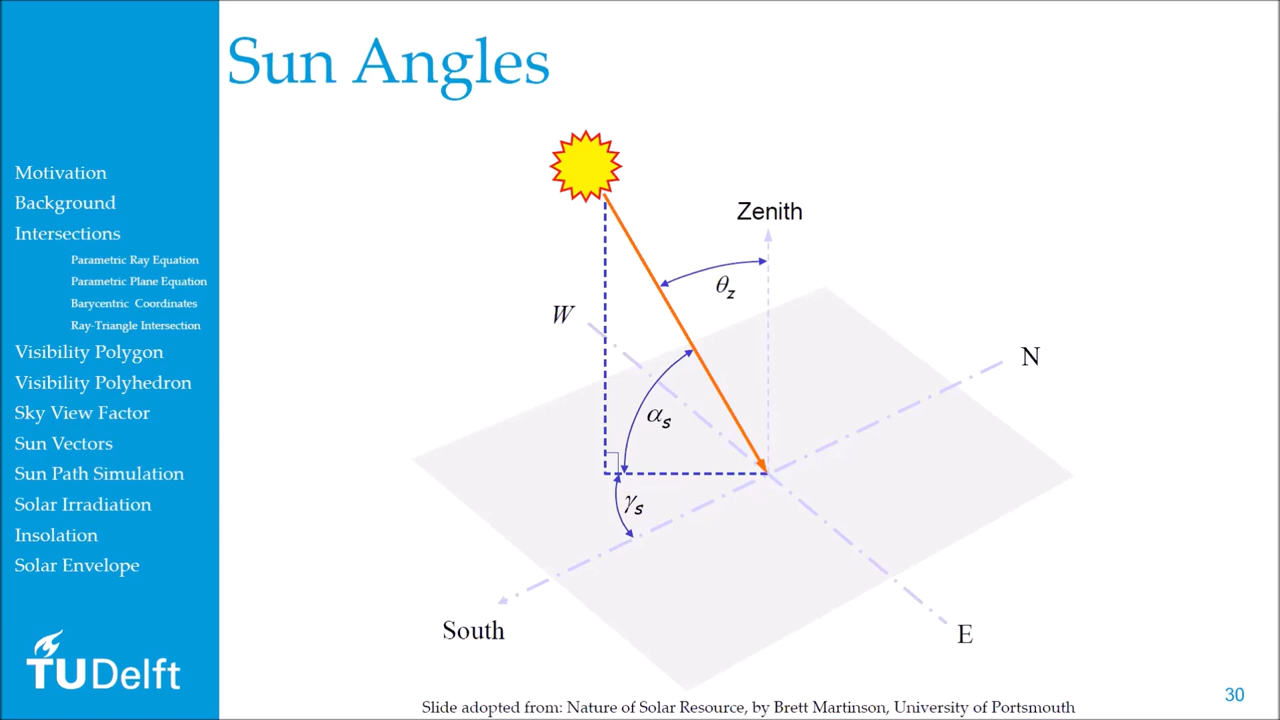 Sun Angles
Motivation
Background
Intersections
Parametric Ray Equation
Parametric Plane Equation
Barycentric Coordinates
Ray-Triangle Intersection
Visibility Polygon
Visibility Polyhedron
Sky View Factor
Sun Vectors
Sun Path Simulation
Solar Irradiation
Insolation
Solar Envelope
TUDelft
Zenith
θz
W
N
αs
γs
South
E
Slide adopted from: Nature of Solar Resource, by Brett Martinson, University of Portsmouth
30